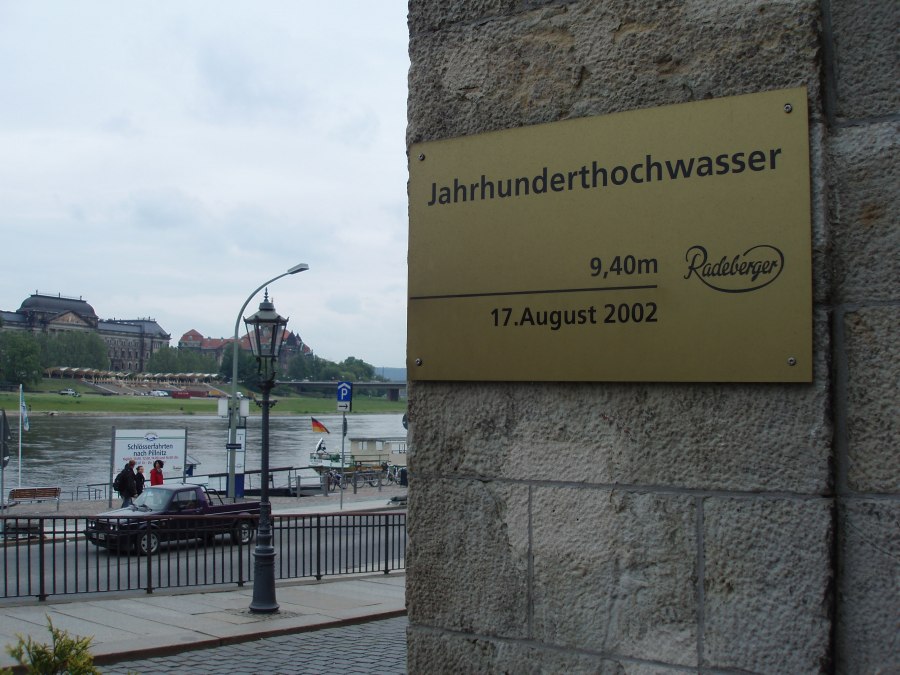 Jahrhunderthochwasser
9,40m
Radeberger
17.August 2002
P
Schlösserfahrten
nach Pillnitz